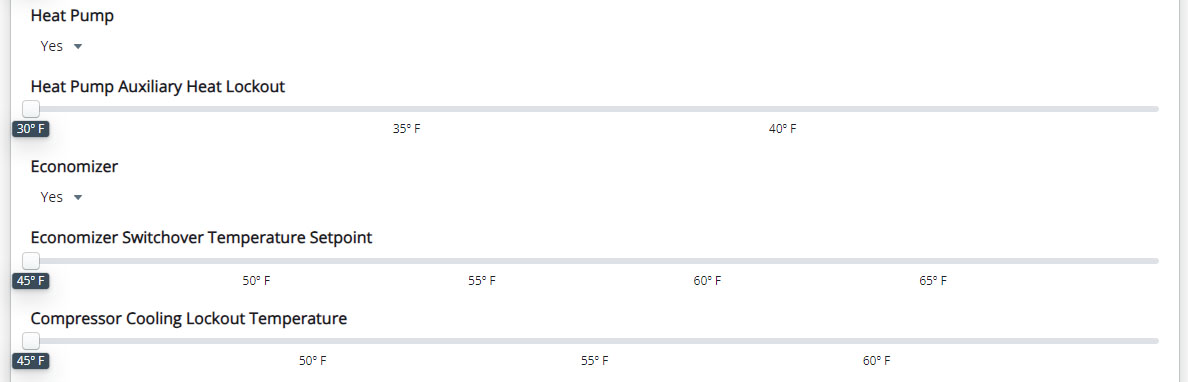 Heat Pump
Yes
Heat Pump Auxiliary Heat Lockout
30° F 35° F 40° F
Economizer
Yes
Economizer Switchover Temperature Setpoint
45° F 50° F 55° F 60° F 65° F
Compressor Cooling Lockout Temperature
45° F 50° F 55° F 60° F